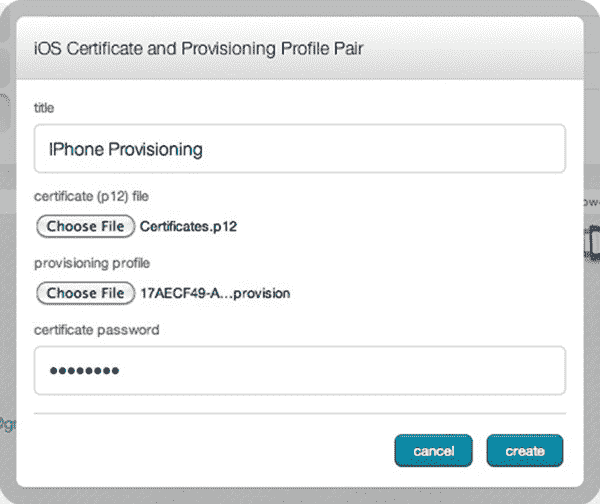 iOS Certificate and Provisioning Profile Pair
title
IPhone Provisioning
certificate (p12) file
Choose File Certificates.p12
provisioning profile
Choose File 17AECF49-A...provision
certificate password
••••••••
cancel create